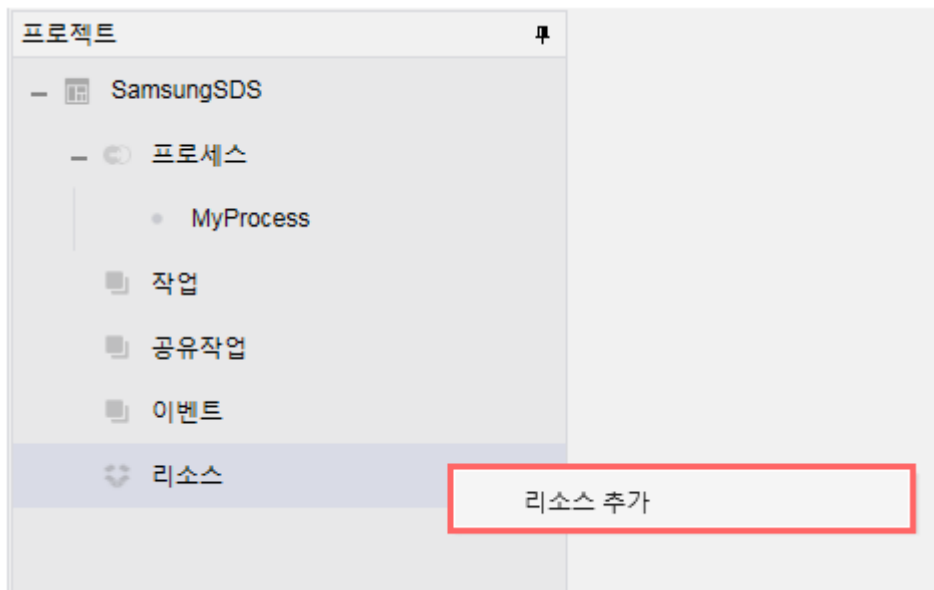 프로젝트
SamsungSDS
프로세스
MyProcess
작업
공유작업
이벤트
리소스
리소스 추가